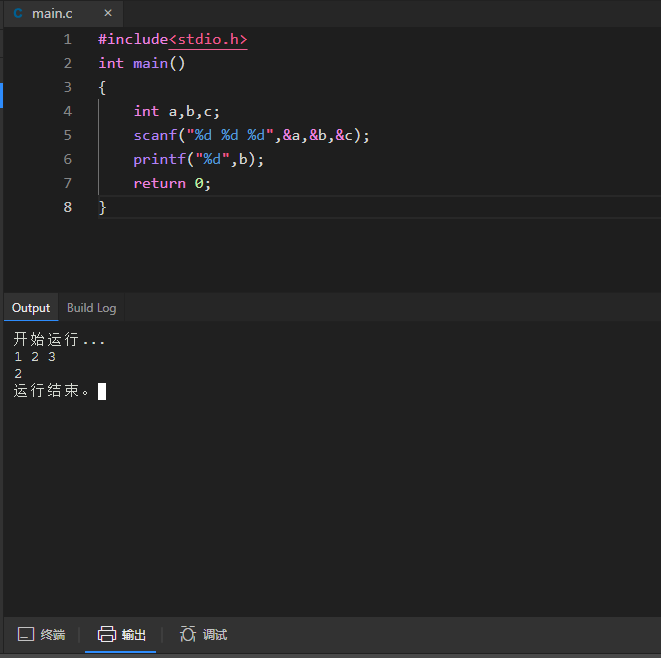 C main.c ×
1 #include<stdio.h>
2 int main()
3 {
4 int a,b,c;
5 scanf("%d %d %d",&a,&b,&c);
6 printf("%d",b);
7 return 0;
8 }
Output Build Log
开始运行...
1 2 3
2
运行结束。
终端 输出 调试